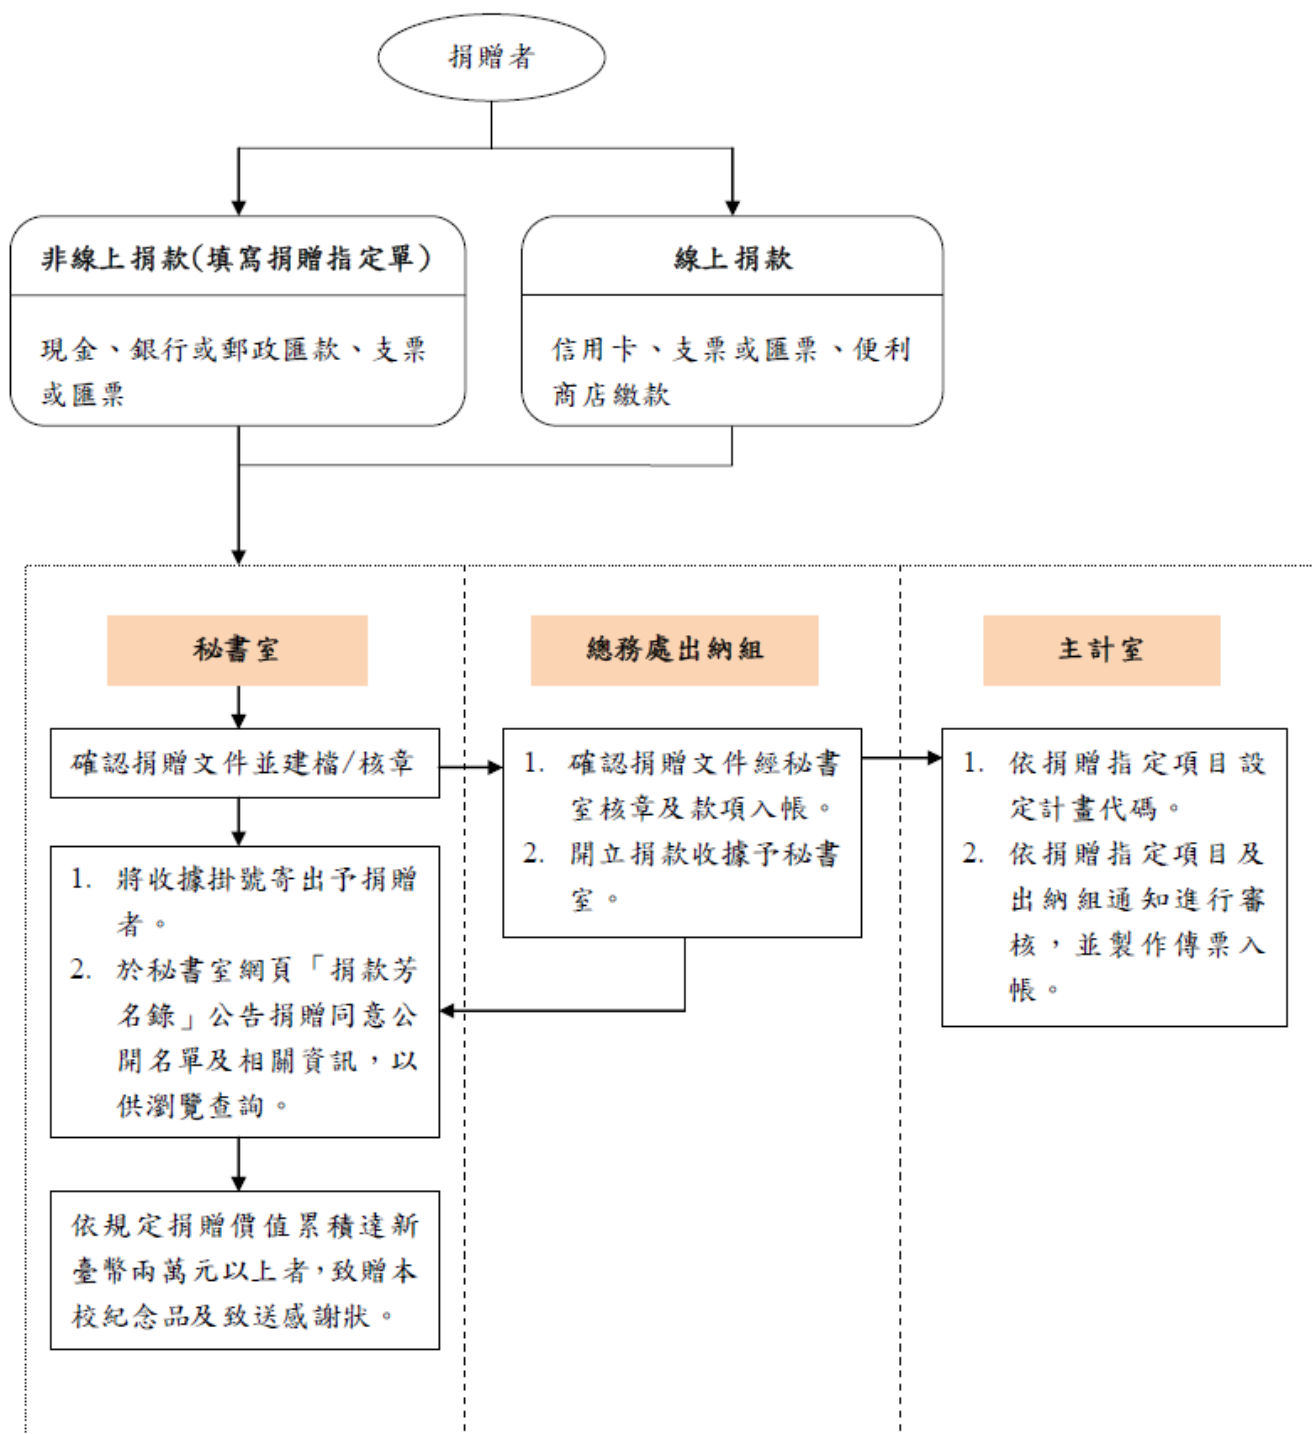 捐贈者
非線上捐款(填寫捐贈指定單)
現金、銀行或郵政匯款、支票
或匯票
線上捐款
信用卡、支票或匯票、便利
商店繳款
秘書室
確認捐贈文件並建檔/核章
1. 將收據掛號寄出予捐贈
者。
2. 於秘書室網頁「捐款芳
名錄」公告捐贈同意公
開名單及相關資訊，以
供瀏覽查詢。
依規定捐贈價值累積達新
臺幣兩萬元以上者，致贈本
校紀念品及致送感謝狀。
總務處出納組
1. 確認捐贈文件經秘書
室核章及款項入帳。
2. 開立捐款收據予秘書
室。
主計室
1. 依捐贈指定項目設
定計畫代碼。
2. 依捐贈指定項目及
出納組通知進行審
核，並製作傳票入
帳。